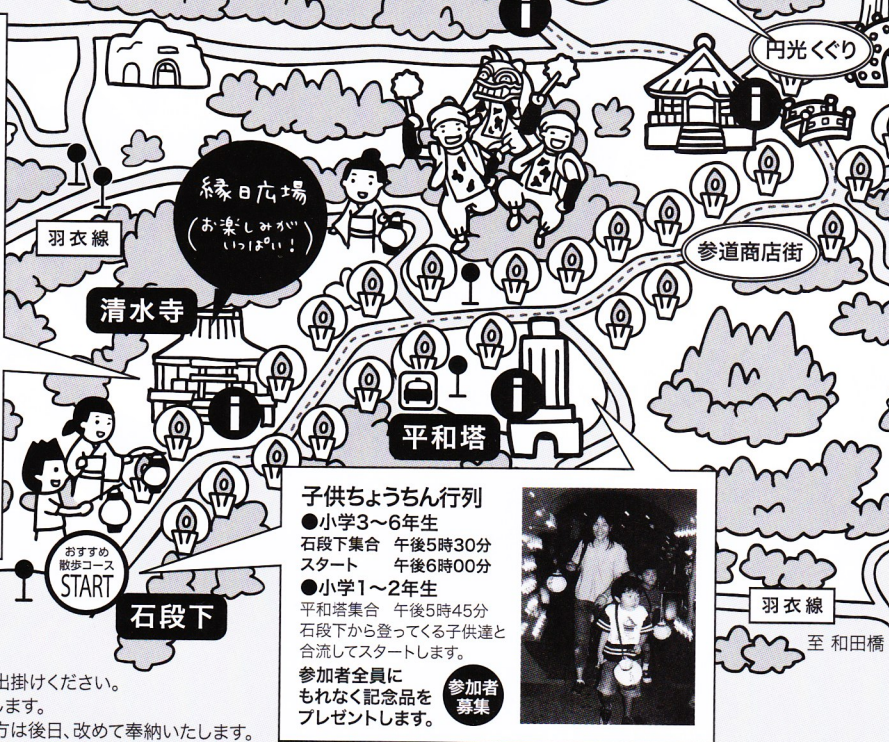 円光くぐり
縁日広場
(お楽しみが
いっぱい!)
羽衣線
参道商店街
清水寺
平和塔
おすすめ
散歩コース
START
石段下
子供ちょうちん行列
●小学3〜6年生
石段下集合 午後5時30分
スタート 午後6時00分
●小学1〜2年生
平和塔集合 午後5時45分
石段下から登ってくる子供達と
合流してスタートします。
参加者全員に
もれなく記念品を
プレゼントします。
参加者
募集
羽衣線
至 和田橋
出掛けください。
します。
方は後日、改めて奉納いたします。
i
i
i
i